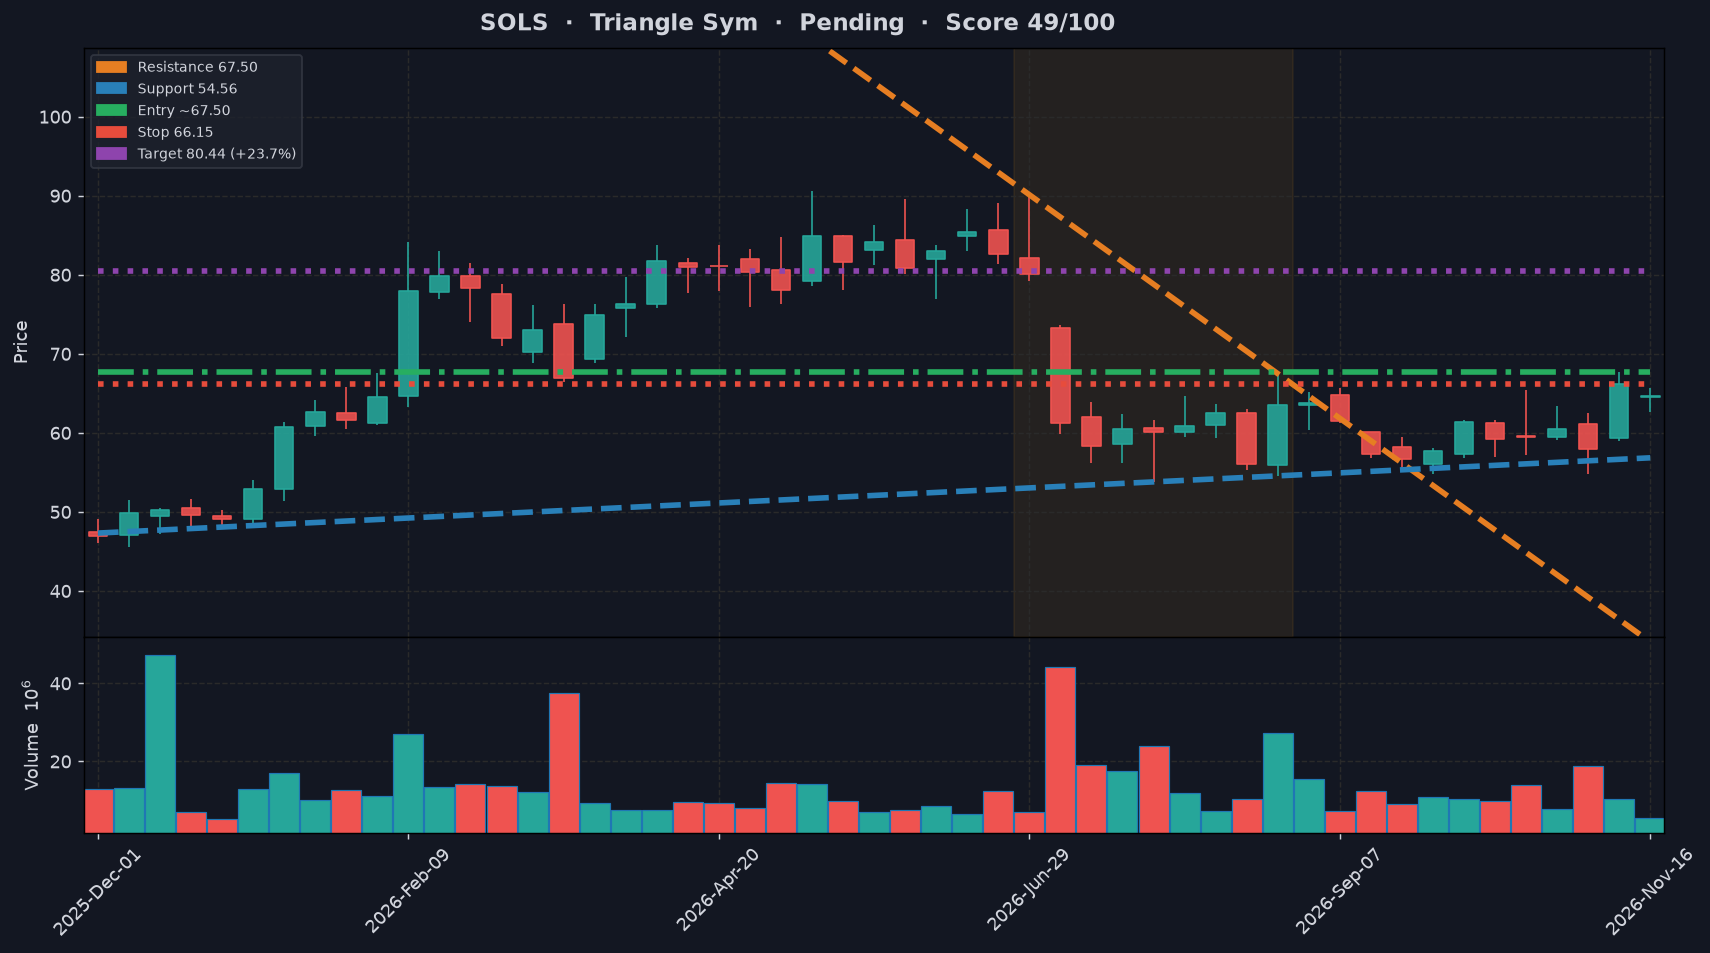 SOLS · Triangle Sym · Pending · Score 49/100
Resistance 67.50
Support 54.56
Entry ~67.50
Stop 66.15
Target 80.44 (+23.7%)
100
90
80
70
60
50
40
Price
40
20
Volume 10⁶
2025-Dec-01
2026-Feb-09
2026-Apr-20
2026-Jun-29
2026-Sep-07
2026-Nov-16